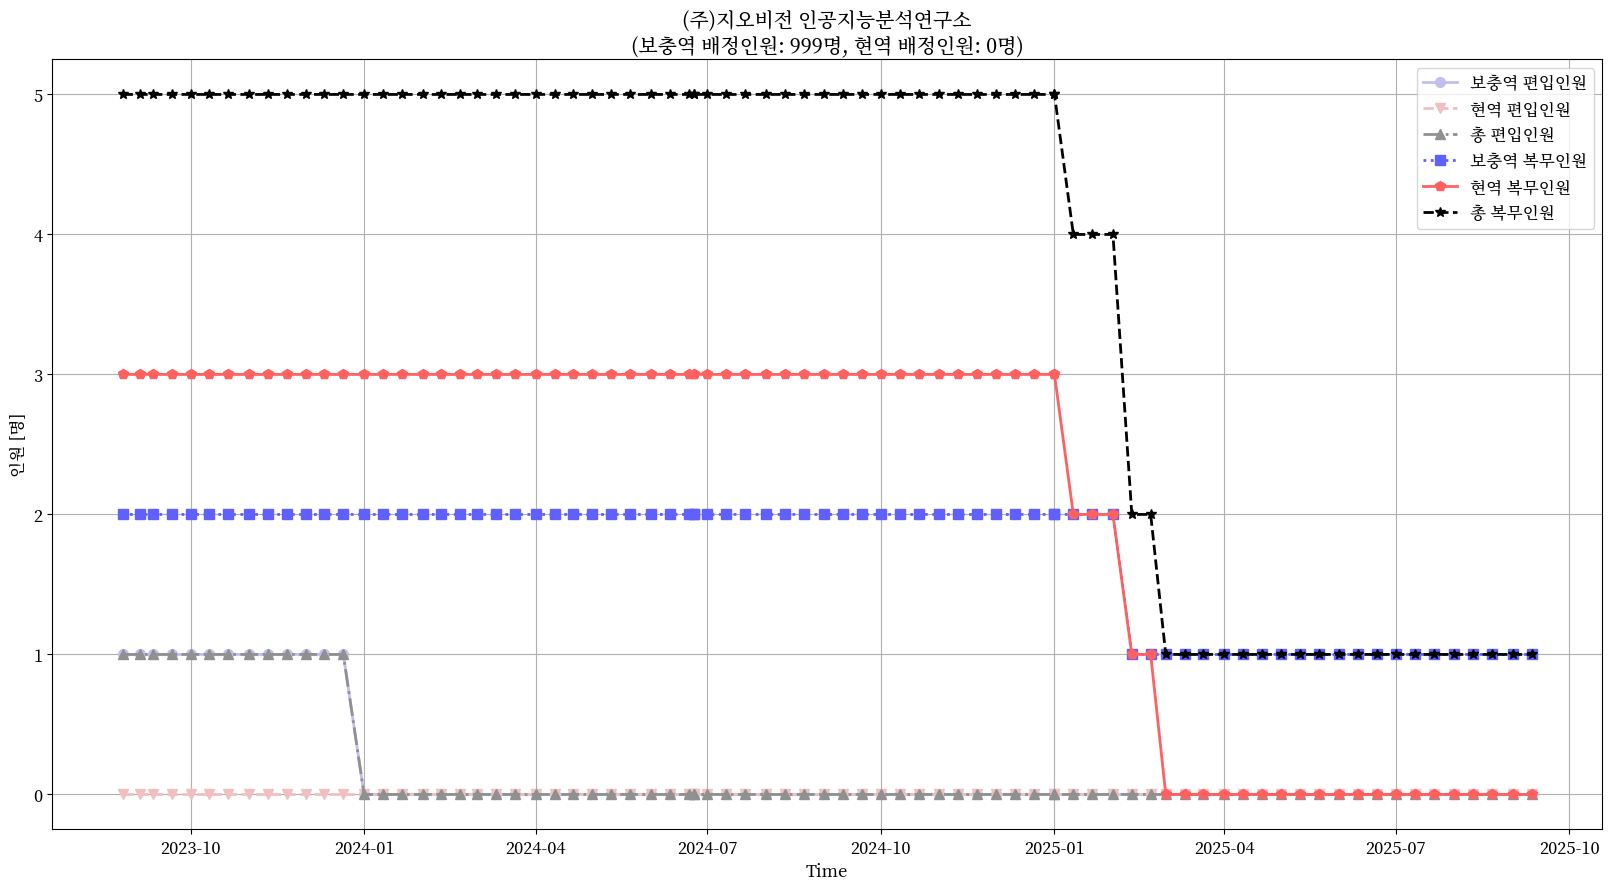 (주)지오비전 인공지능분석연구소
(보충역 배정인원: 999명, 현역 배정인원: 0명)
보충역 편입인원
현역 편입인원
총 편입인원
보충역 복무인원
현역 복무인원
총 복무인원
인원 [명]
5
4
3
2
1
0
2023-10
2024-01
2024-04
2024-07
2024-10
2025-01
2025-04
2025-07
2025-10
Time